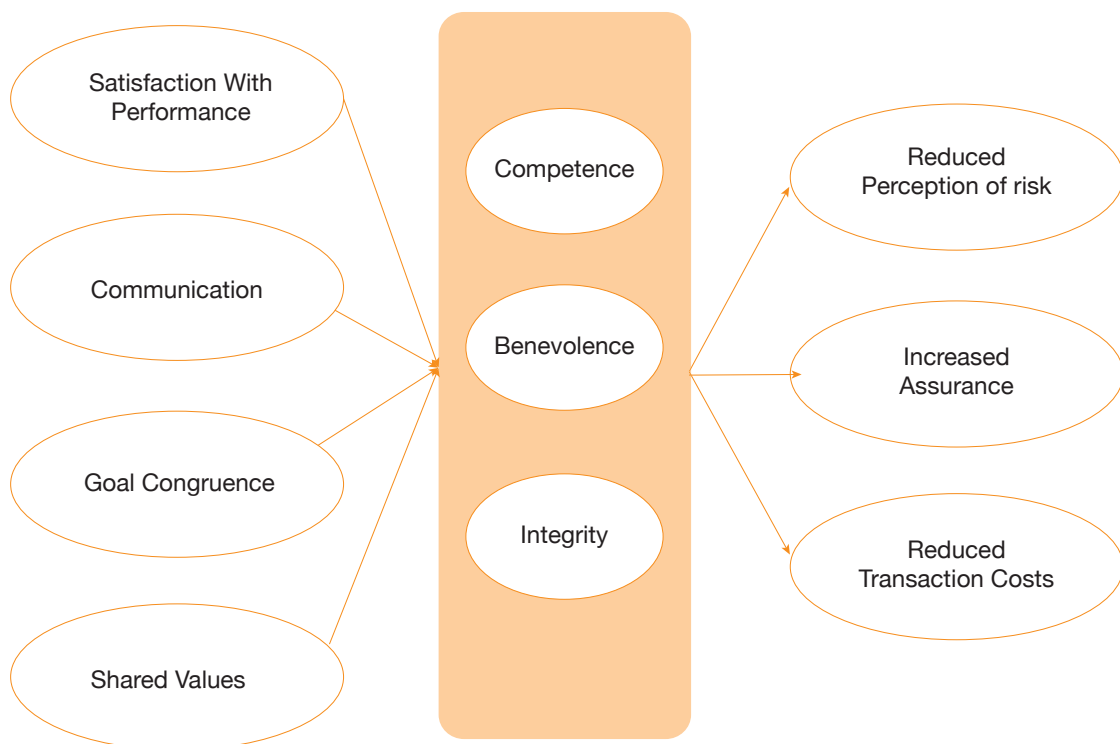 Satisfaction With
Performance
Communication
Goal Congruence
Shared Values
Competence
Benevolence
Integrity
Reduced
Perception of risk
Increased
Assurance
Reduced
Transaction Costs